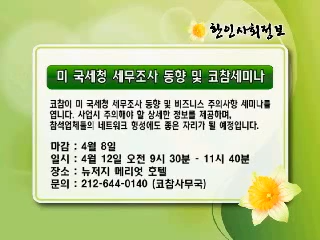 한인사회정보
미 국세청 세무조사 동향 및 코참세미나
코참이 미 국세청 세무조사 동향 및 비즈니스 주의사항 세미나를
엽니다. 사업시 주의해야 할 상세한 정보를 제공하며,
참석업체들의 네트워크 형성에도 좋은 자리가 될 예정입니다.
마감 : 4월 8일
일시 : 4월 12일 오전 9시 30분 - 11시 40분
장소 : 뉴저지 메리엇 호텔
문의 : 212-644-0140 (코참사무국)